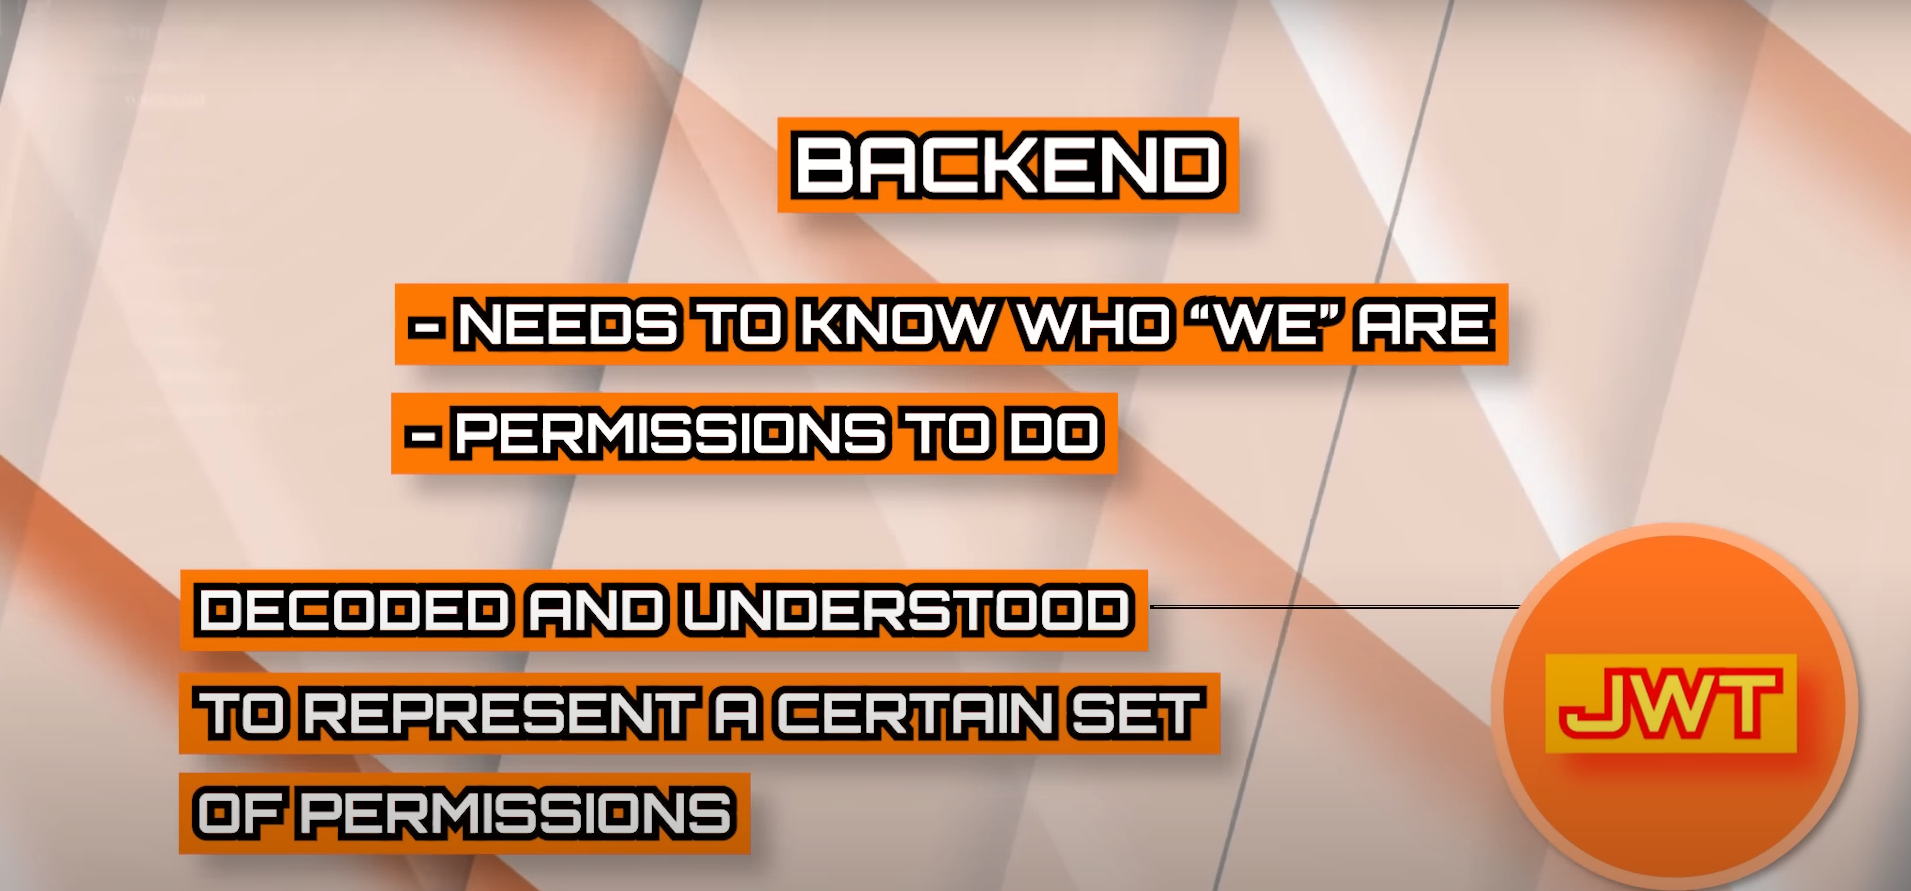 BACKEND
- NEEDS TO KNOW WHO “WE” ARE
- PERMISSIONS TO DO
DECODED AND UNDERSTOOD
TO REPRESENT A CERTAIN SET
OF PERMISSIONS
JWT